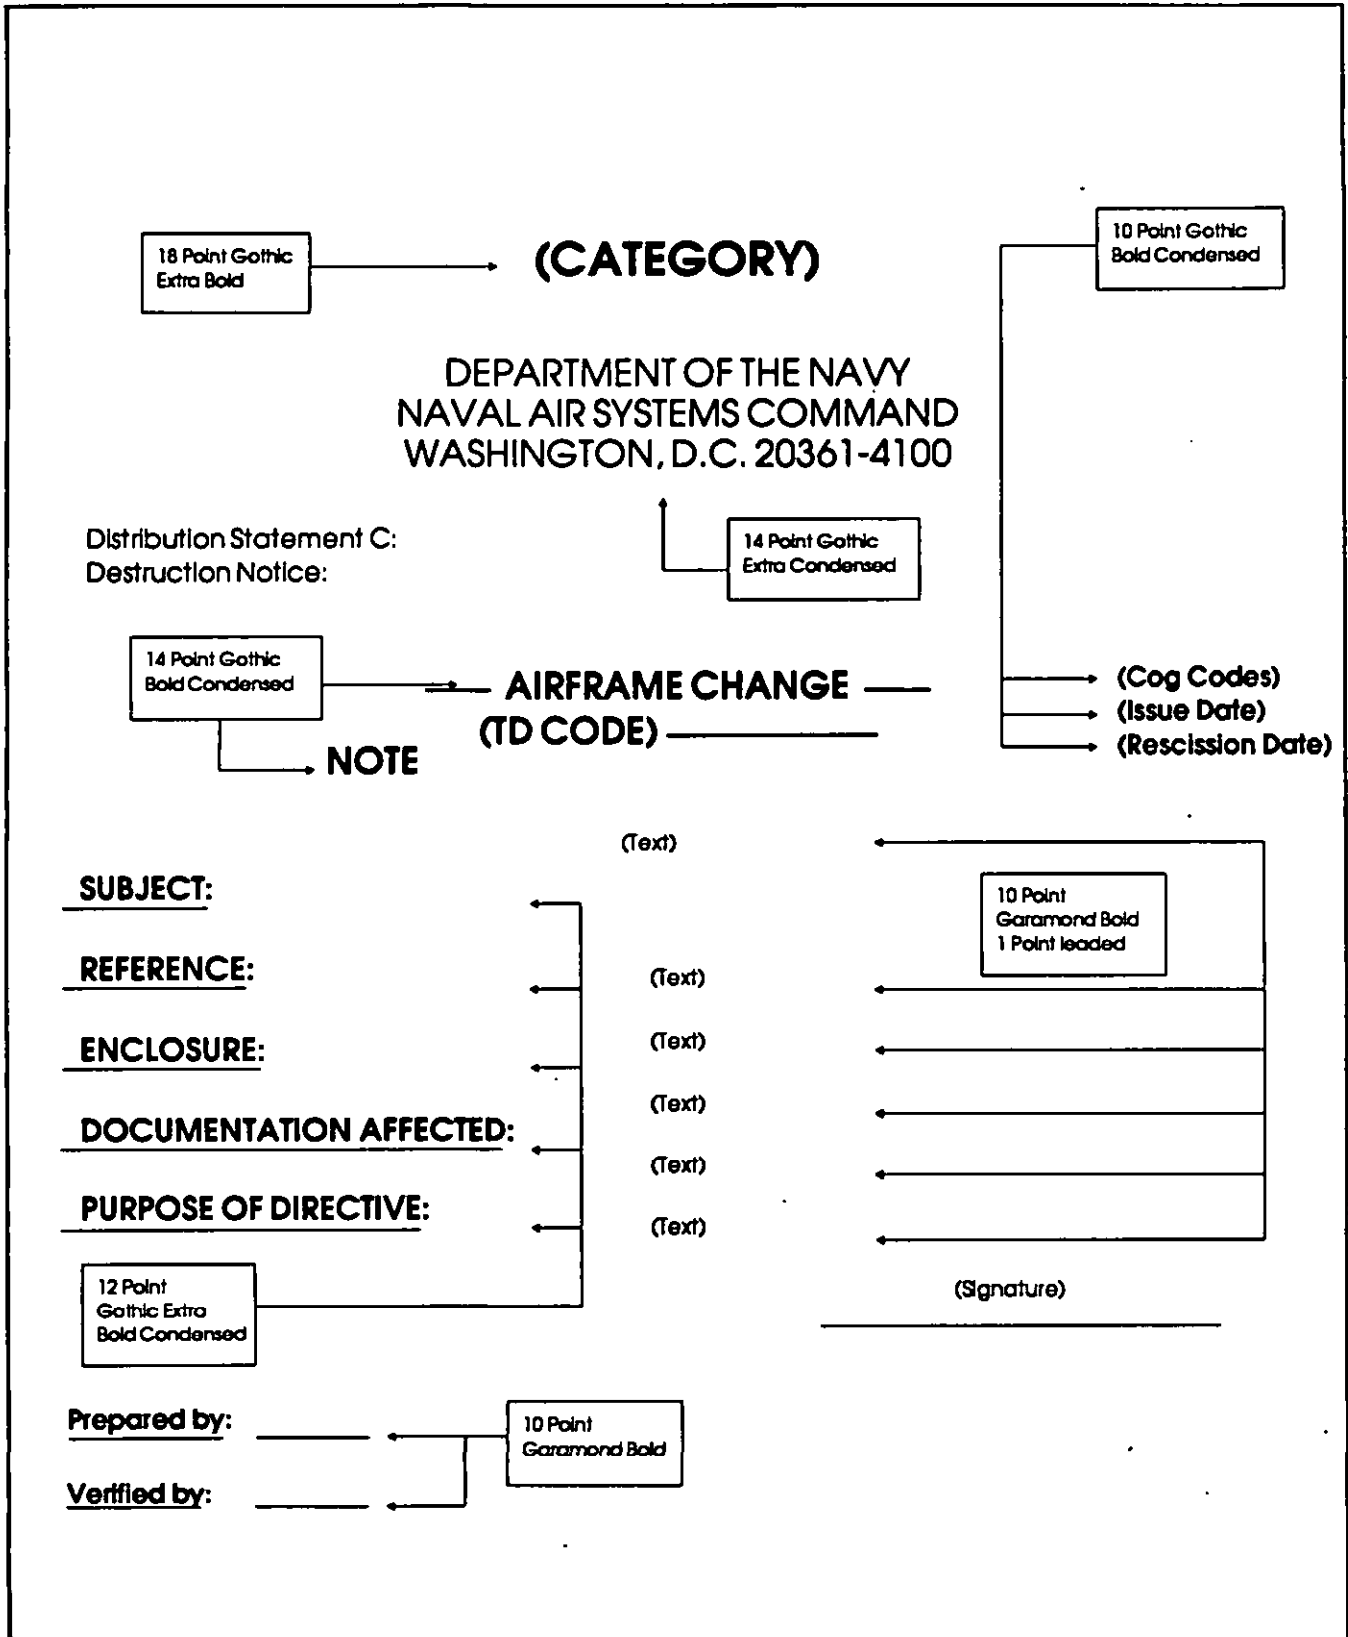 18 Point Gothic
Extra Bold
(CATEGORY)
10 Point Gothic
Bold Condensed
DEPARTMENT OF THE NAVY
NAVAL AIR SYSTEMS COMMAND
WASHINGTON, D.C. 20361-4100
Distribution Statement C:
Destruction Notice:
14 Point Gothic
Extra Condensed
14 Point Gothic
Bold Condensed
AIRFRAME CHANGE
(TD CODE)
NOTE
(Cog Codes)
(Issue Date)
(Rescission Date)
(Text)
SUBJECT:
10 Point
Garamond Bold
1 Point leaded
REFERENCE:
(Text)
ENCLOSURE:
(Text)
(Text)
DOCUMENTATION AFFECTED:
(Text)
PURPOSE OF DIRECTIVE:
(Text)
12 Point
Gothic Extra
Bold Condensed
(Signature)
Prepared by:
10 Point
Garamond Bold
Verified by: